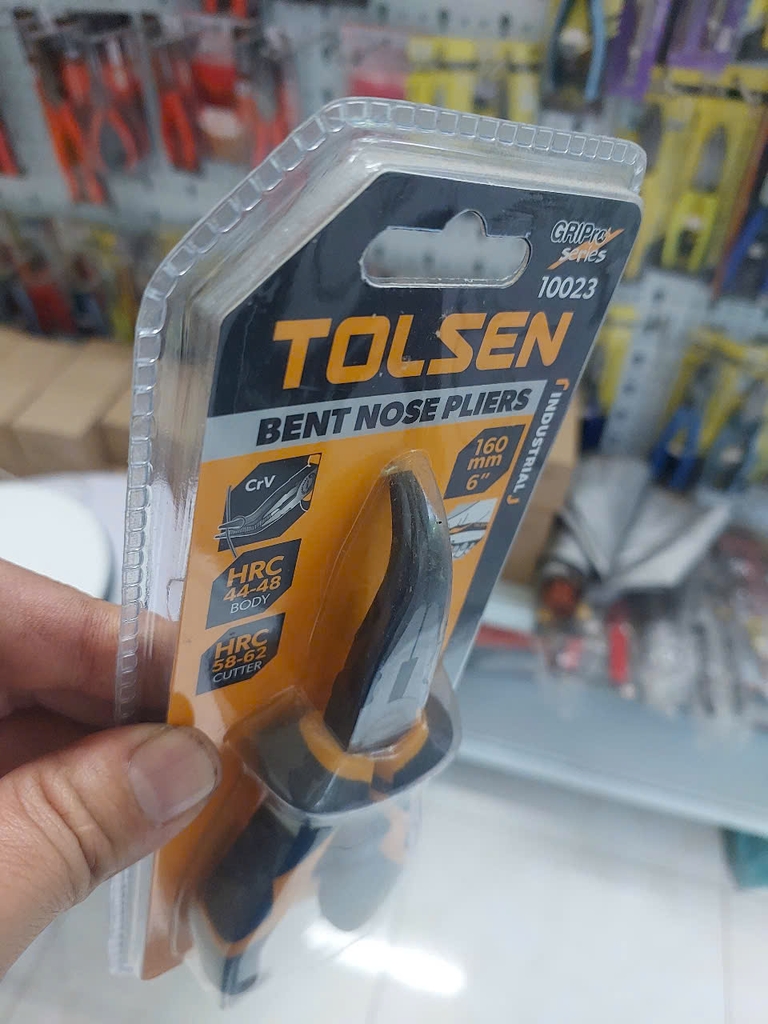 GRIPro
series
10023
TOLSEN
BENT NOSE PLIERS
INDUSTRIAL
160
mm
6"
CrV
HRC
44-48
BODY
HRC
58-62
CUTTER